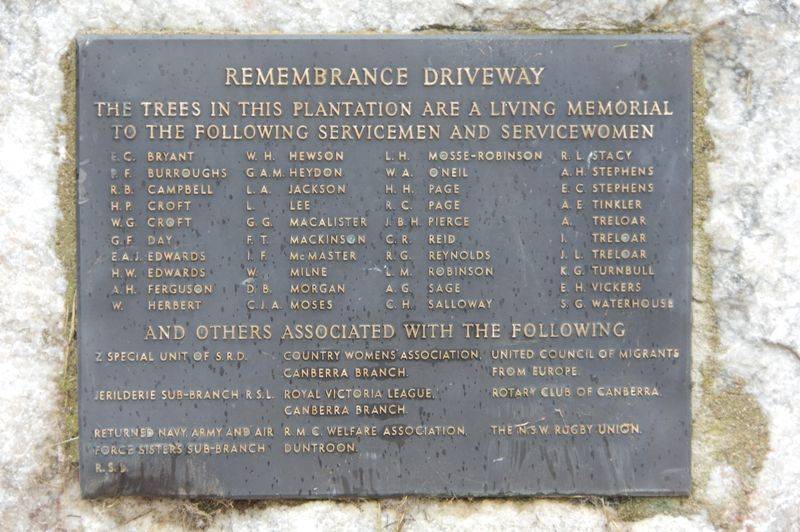 REMEMBRANCE DRIVEWAY
THE TREES IN THIS PLANTATION ARE A LIVING MEMORIAL
TO THE FOLLOWING SERVICEMEN AND SERVICEWOMEN
E. C. BRYANT W. H. HEWSON L. H. MOSSE-ROBINSON R. L. STACY
P. F. BURROUGHS G. A. M. HEYDON W. A. O'NEIL A. H. STEPHENS
R. B. CAMPBELL L. A. JACKSON H. H. PAGE E. C. STEPHENS
H. P. CROFT L. LEE R. C. PAGE A. E. TINKLER
W. G. CROFT G. G. MACALISTER J. B. H. PIERCE A. TRELOAR
G. F. DAY F. T. MACKINSON C. R. REID I. TRELOAR
E. A. J. EDWARDS I. F. McMASTER R. G. REYNOLDS J. L. TRELOAR
H. W. EDWARDS W. MILNE L. M. ROBINSON K. G. TURNBULL
A. H. FERGUSON D. B. MORGAN A. G. SAGE E. H. VICKERS
W. HERBERT C. J. A. MOSES C. H. SALLOWAY S. G. WATERHOUSE
AND OTHERS ASSOCIATED WITH THE FOLLOWING
Z SPECIAL UNIT OF S. R. D. COUNTRY WOMENS' ASSOCIATION, UNITED COUNCIL OF MIGRANTS
CANBERRA BRANCH. FROM EUROPE.
JERILDERIE SUB-BRANCH R. S. L. ROYAL VICTORIA LEAGUE, ROTARY CLUB OF CANBERRA.
CANBERRA BRANCH.
RETURNED NAVY, ARMY AND AIR R. M. C. WELFARE ASSOCIATION, THE N. S. W. RUGBY UNION.
FORCE SISTERS SUB-BRANCH DUNTROON.
R. S. L.